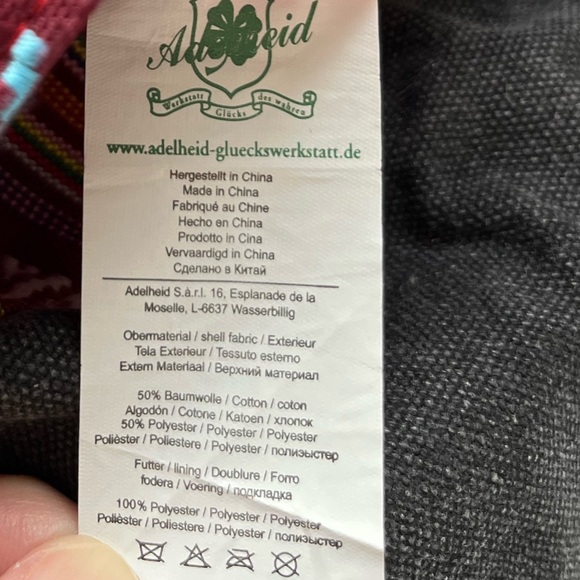 Adelheid
Werkstatt des wahren
Glücks
www.adelheid-glueckswerkstatt.de
Hergestellt in China
Made in China
Fabriqué au Chine
Hecho en China
Prodotto in Cina
Vervaardigd in China
Сделано в Китай
Adelheid S.à.r.l. 16, Esplanade de la
Moselle, L-6637 Wasserbillig
Obermaterial / shell fabric / Exterieur
Tela Exterieur / Tessuto esterno
Extern Materiaal / Верхний материал
50% Baumwolle / Cotton / coton
Algodón / Cotone / Katoen / хлопок
50% Polyester / Polyester / Polyester
Poliéster / Poliestere / Polyester / полизыстер
Futter / lining / Doublure / Forro
fodera / Voering / подкладка
100% Polyester / Polyester / Polyester
Poliéster / Poliestere / Polyester / полизыстер